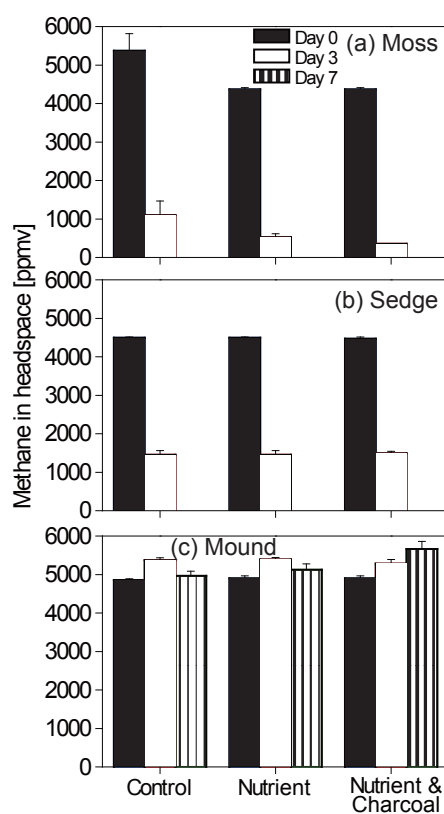 6000
5000
4000
3000
2000
1000
0
Day 0
Day 3
Day 7
(a) Moss
6000
5000
4000
3000
2000
1000
0
(b) Sedge
Methane in headspace [ppmv]
6000
5000
4000
3000
2000
1000
0
(c) Mound
Control
Nutrient
Nutrient &
Charcoal